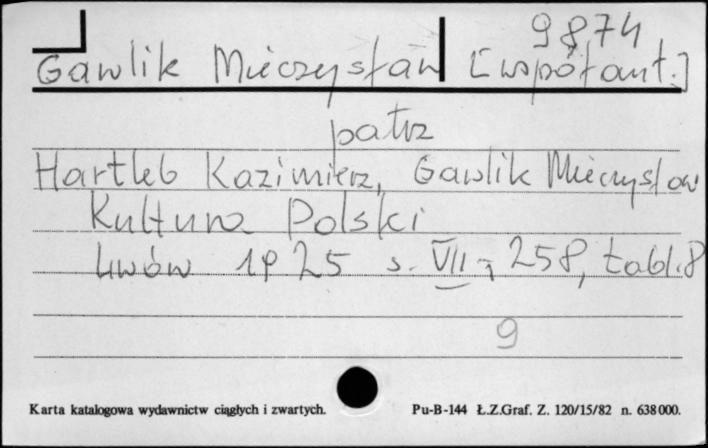 9874
Gawlik Mieczysław [współaut.]
patrz
Hartleb Kazimierz, Gawlik Mieczysław
Kultura Polski
Lwów 1925 s. VII, 258, tabl. 8
9
Karta katalogowa wydawnictw ciągłych i zwartych. Pu-B-144 Ł.Z.Graf. Z. 120/15/82 n. 638000.